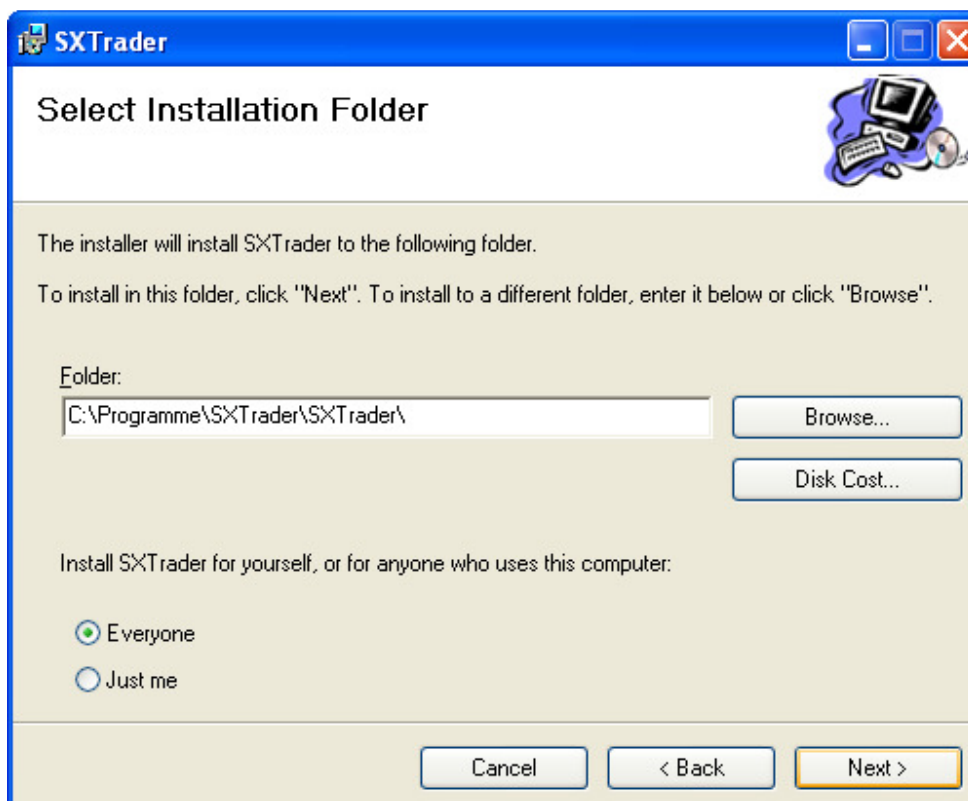 SXTrader
Select Installation Folder
The installer will install SXTrader to the following folder.
To install in this folder, click "Next". To install to a different folder, enter it below or click "Browse".
Folder:
C:\Programme\SXTrader\SXTrader\
Browse...
Disk Cost...
Install SXTrader for yourself, or for anyone who uses this computer:
Everyone
Just me
Cancel
< Back
Next >